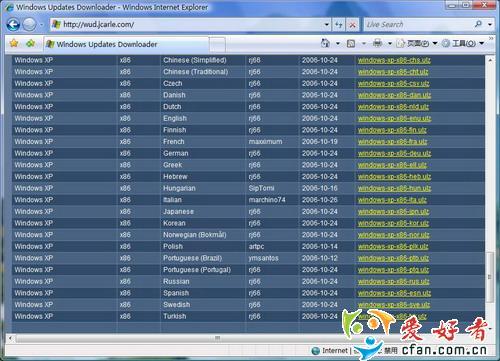 Windows Updates Downloader - Windows Internet Explorer
http://wud.jcarle.com/
Windows Updates Downloader
页面(P) 工具(O)
Windows XP x86 Chinese (Simplified) rj66 2006-10-24 windows-xp-x86-chs.ulz
Windows XP x86 Chinese (Traditional) rj66 2006-10-24 windows-xp-x86-cht.ulz
Windows XP x86 Czech rj66 2006-10-24 windows-xp-x86-csy.ulz
Windows XP x86 Danish rj66 2006-10-24 windows-xp-x86-dan.ulz
Windows XP x86 Dutch rj66 2006-10-24 windows-xp-x86-nld.ulz
Windows XP x86 English rj66 2006-10-24 windows-xp-x86-enu.ulz
Windows XP x86 Finnish rj66 2006-10-24 windows-xp-x86-fin.ulz
Windows XP x86 French maxximum 2006-10-19 windows-xp-x86-fra.ulz
Windows XP x86 German rj66 2006-10-24 windows-xp-x86-deu.ulz
Windows XP x86 Greek rj66 2006-10-24 windows-xp-x86-ell.ulz
Windows XP x86 Hebrew rj66 2006-10-24 windows-xp-x86-heb.ulz
Windows XP x86 Hungarian SipTomi 2006-10-16 windows-xp-x86-hun.ulz
Windows XP x86 Italian marchino74 2006-10-26 windows-xp-x86-ita.ulz
Windows XP x86 Japanese rj66 2006-10-24 windows-xp-x86-jpn.ulz
Windows XP x86 Korean rj66 2006-10-24 windows-xp-x86-kor.ulz
Windows XP x86 Norwegian (Bokmål) rj66 2006-10-24 windows-xp-x86-nor.ulz
Windows XP x86 Polish artpc 2006-10-14 windows-xp-x86-plk.ulz
Windows XP x86 Portuguese (Brazil) ymsantos 2006-10-12 windows-xp-x86-ptb.ulz
Windows XP x86 Portuguese (Portugal) rj66 2006-10-24 windows-xp-x86-ptg.ulz
Windows XP x86 Russian rj66 2006-10-24 windows-xp-x86-rus.ulz
Windows XP x86 Spanish rj66 2006-10-24 windows-xp-x86-esn.ulz
Windows XP x86 Swedish rj66 2006-10-24 windows-xp-x86-sve.ulz
Windows XP x86 Turkish rj66 2006-10-24
Internet 禁用
爱好者
cfan.com.cn